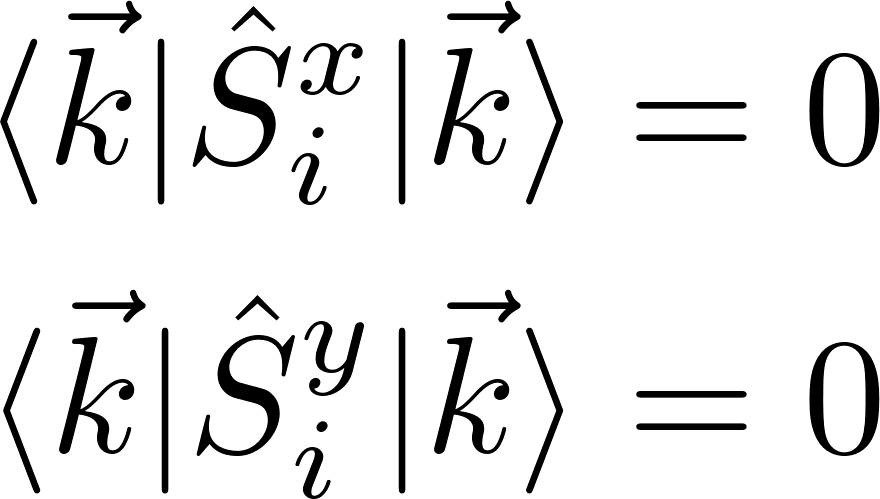 ⟨k⃗|Ŝᵢˣ|k⃗⟩ = 0
⟨k⃗|Ŝᵢʸ|k⃗⟩ = 0